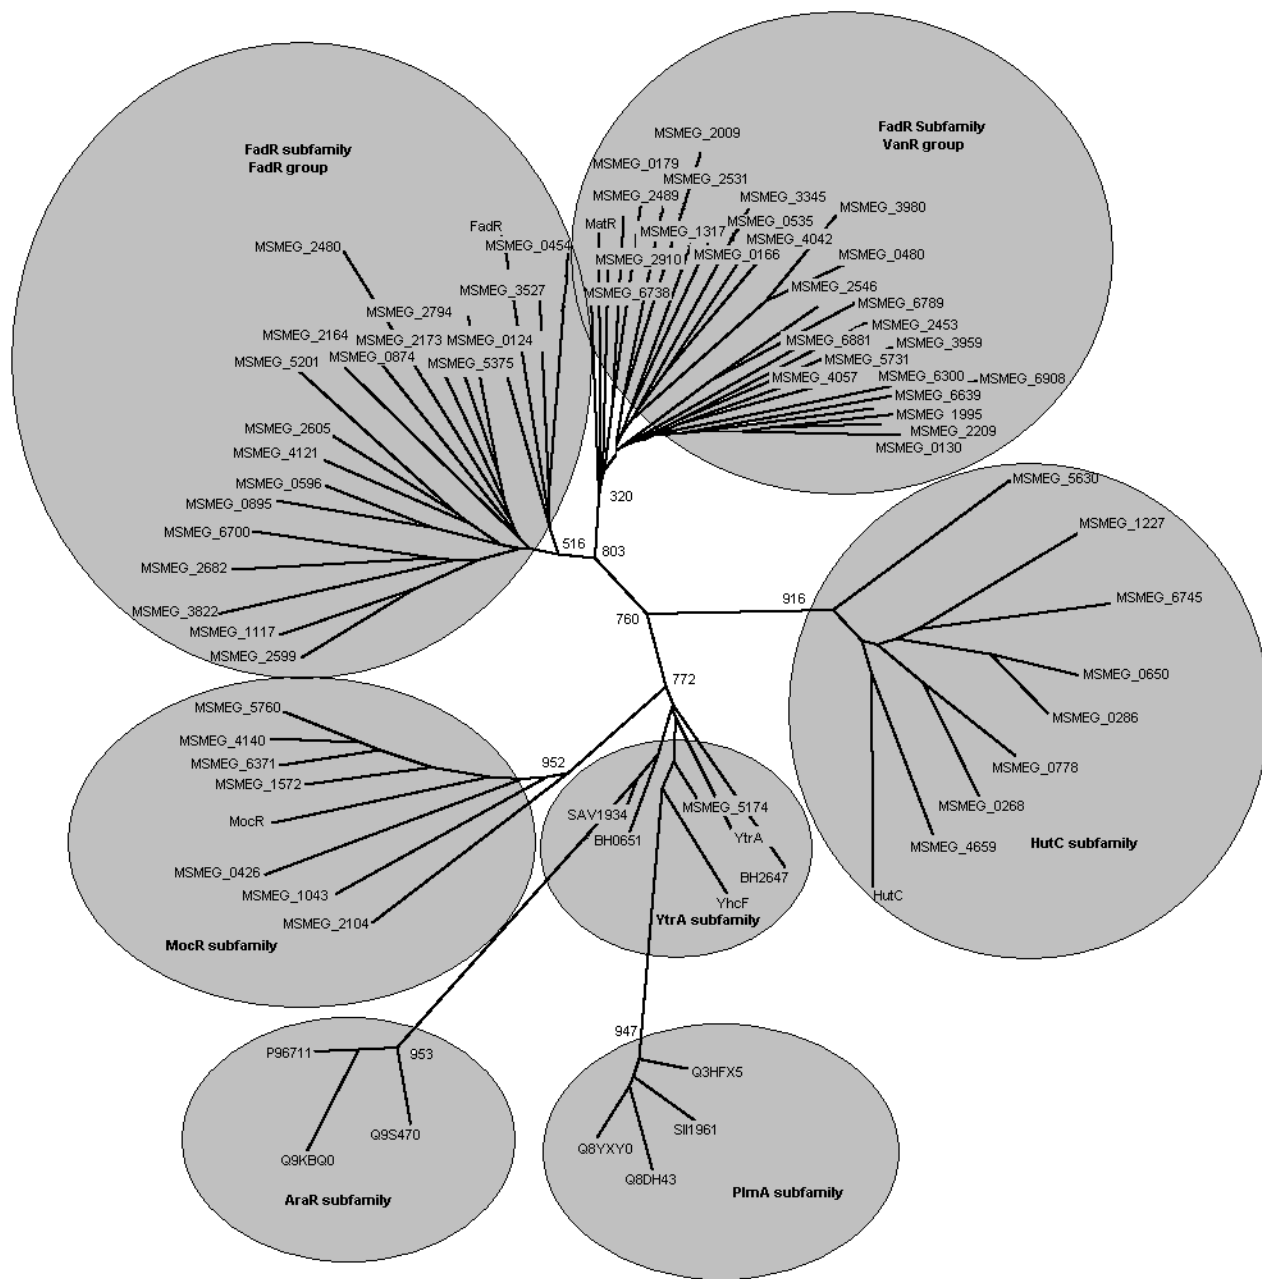 FadR subfamily
FadR group
FadR Subfamily
VanR group
MSMEG_2009
MSMEG_0179
MSMEG_2531
MSMEG_2489
MSMEG_3345
MSMEG_3980
MatR
MSMEG_0535
MSMEG_1317
MSMEG_4042
MSMEG_2910
MSMEG_0166
MSMEG_0480
MSMEG_6738
MSMEG_2546
MSMEG_6789
MSMEG_2453
MSMEG_6881
MSMEG_3959
MSMEG_5731
MSMEG_4057
MSMEG_6300
MSMEG_6908
MSMEG_6639
MSMEG_1995
MSMEG_2209
MSMEG_0130
FadR
MSMEG_2480
MSMEG_0454
MSMEG_3527
MSMEG_2794
MSMEG_2164
MSMEG_2173
MSMEG_0124
MSMEG_5201
MSMEG_0874
MSMEG_5375
MSMEG_2605
MSMEG_4121
MSMEG_0596
MSMEG_0895
MSMEG_6700
MSMEG_2682
MSMEG_3822
MSMEG_1117
MSMEG_2599
320
516
803
760
916
772
952
MSMEG_5630
MSMEG_1227
MSMEG_6745
MSMEG_0650
MSMEG_0286
MSMEG_0778
MSMEG_0268
MSMEG_4659
HutC subfamily
HutC
MSMEG_5760
MSMEG_4140
MSMEG_6371
MSMEG_1572
MocR
MSMEG_0426
MSMEG_1043
MSMEG_2104
MocR subfamily
SAV1934
MSMEG_5174
BH0651
YtrA
BH2647
YhcF
YtrA subfamily
947
953
P96711
Q9S470
Q9KBQ0
AraR subfamily
Q3HFX5
Sll1961
Q8YXY0
Q8DH43
PlmA subfamily